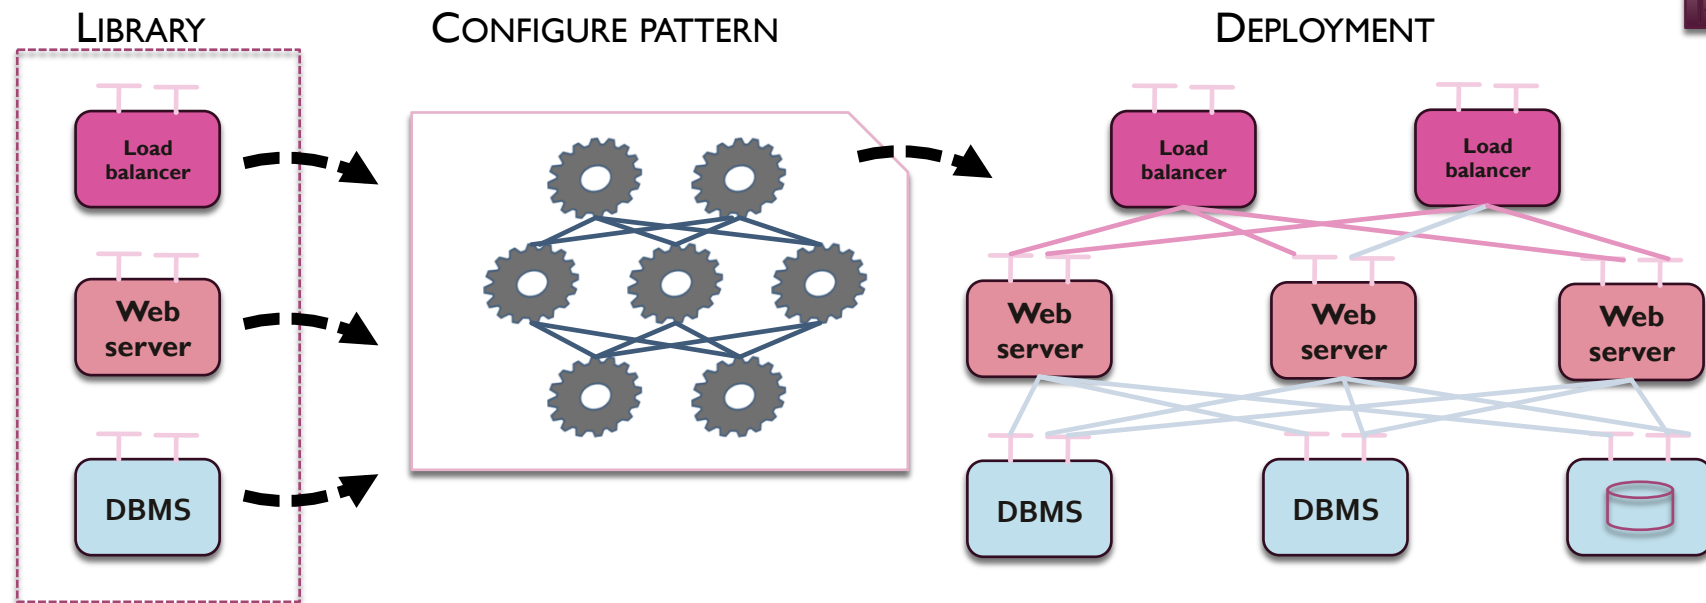 LIBRARY
CONFIGURE PATTERN
DEPLOYMENT
Load
balancer
Web
server
DBMS
Load
balancer
Load
balancer
Web
server
Web
server
Web
server
DBMS
DBMS